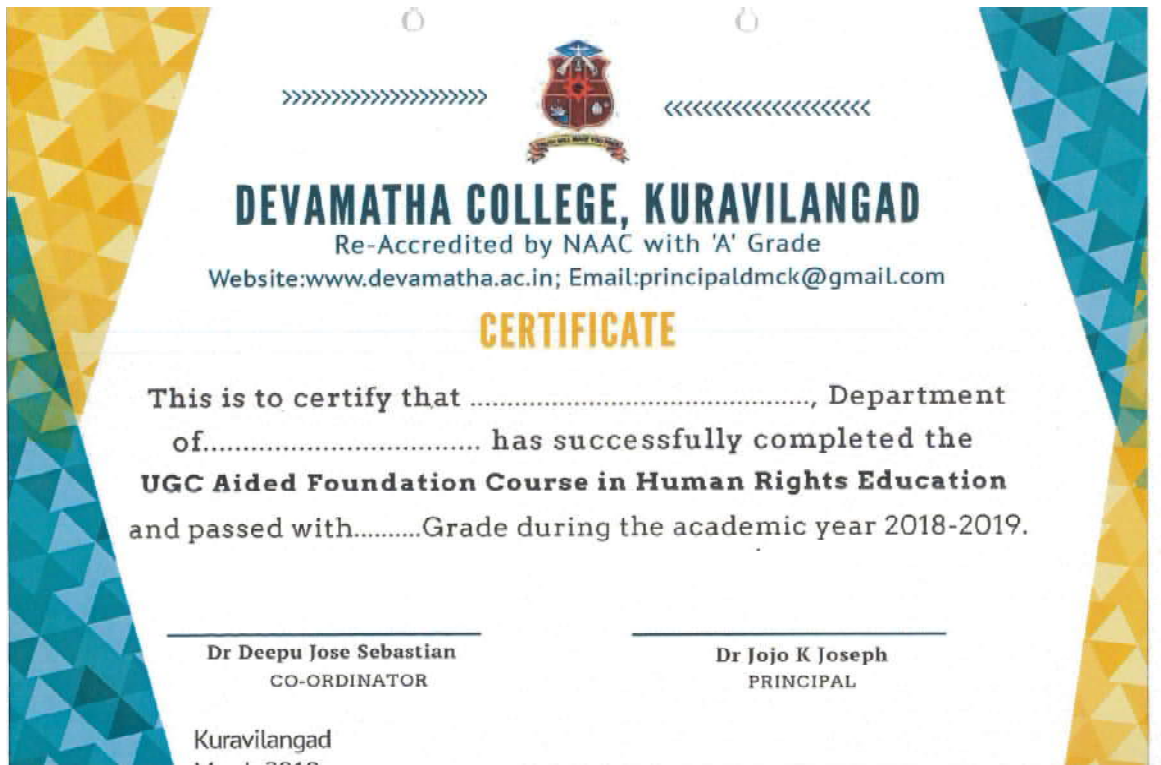 DEVAMATHA COLLEGE, KURAVILANGAD
Re-Accredited by NAAC with 'A' Grade
Website:www.devamatha.ac.in; Email:principaldmck@gmail.com
CERTIFICATE
This is to certify that ............................................, Department
of.................................... has successfully completed the
UGC Aided Foundation Course in Human Rights Education
and passed with.........Grade during the academic year 2018-2019.
Dr Deepu Jose Sebastian
CO-ORDINATOR
Dr Jojo K Joseph
PRINCIPAL
Kuravilangad